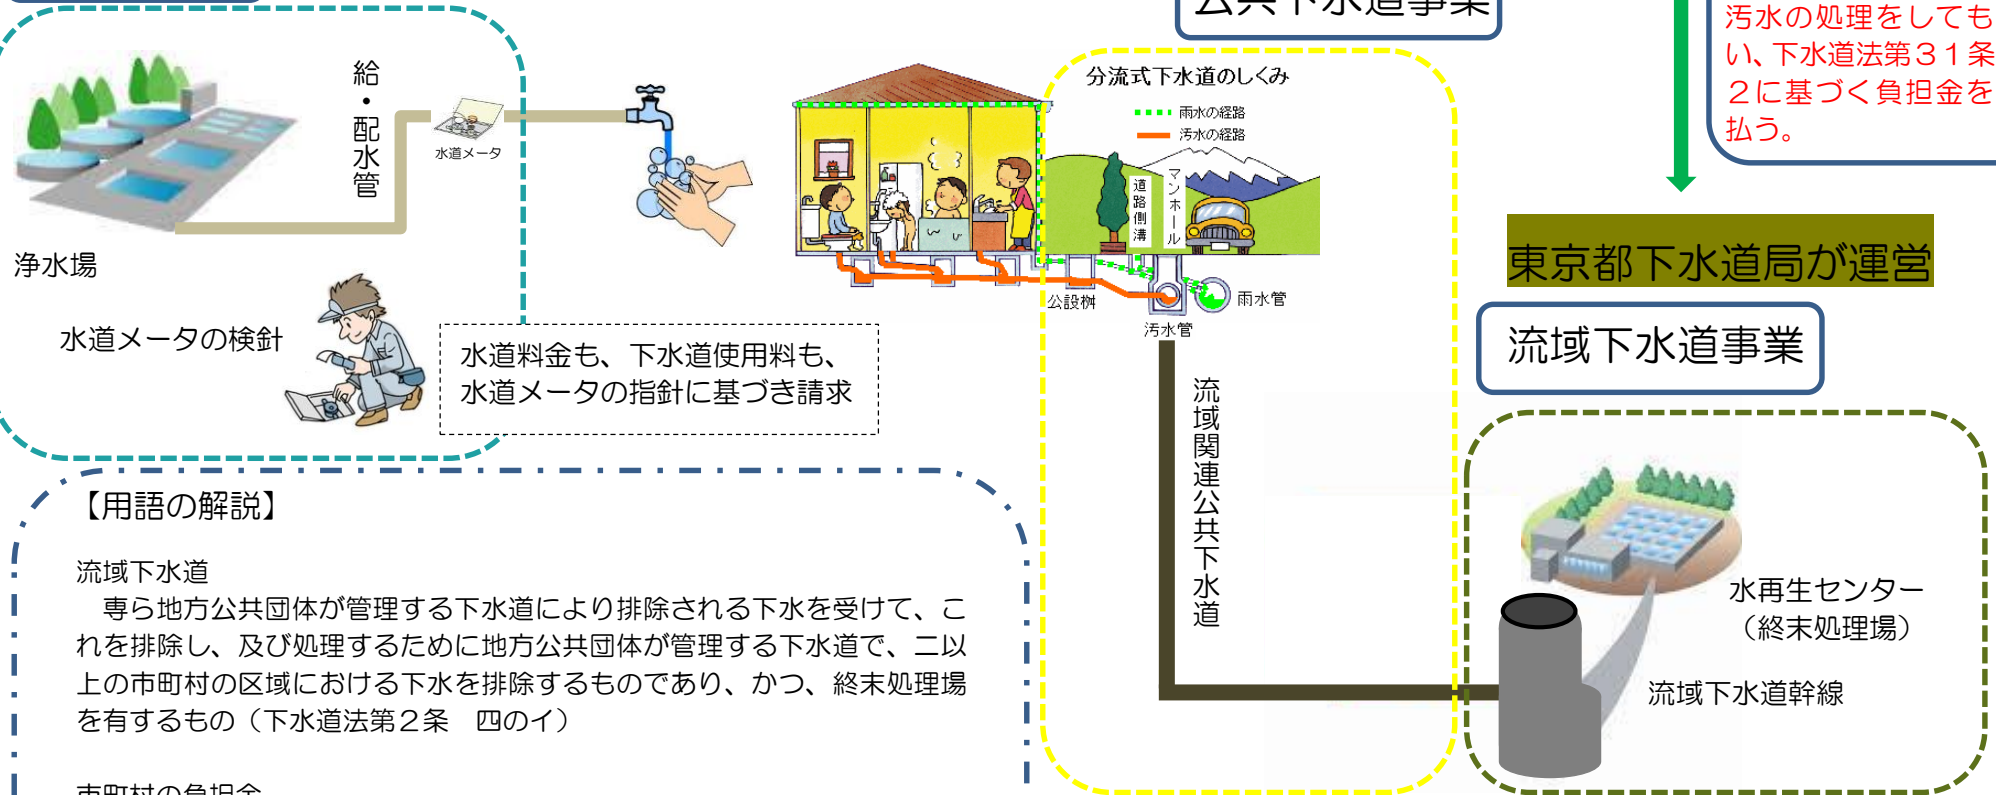 公共下水道事業
汚水の処理をしても
い、下水道法第３１条
２に基づく負担金を
払う。
分流式下水道のしくみ
雨水の経路
汚水の経路
給・配水管
水道メータ
道路側溝
マンホール
浄水場
公設桝
雨水管
汚水管
東京都下水道局が運営
流域下水道事業
水道メータの検針
水道料金も、下水道使用料も、
水道メータの指針に基づき請求
流域関連公共下水道
水再生センター
（終末処理場）
流域下水道幹線
【用語の解説】
流域下水道
専ら地方公共団体が管理する下水道により排除される下水を受けて、こ
れを排除し、及び処理するために地方公共団体が管理する下水道で、二以
上の市町村の区域における下水を排除するものであり、かつ、終末処理場
を有するもの（下水道法第２条　四のイ）
市町村の負担金